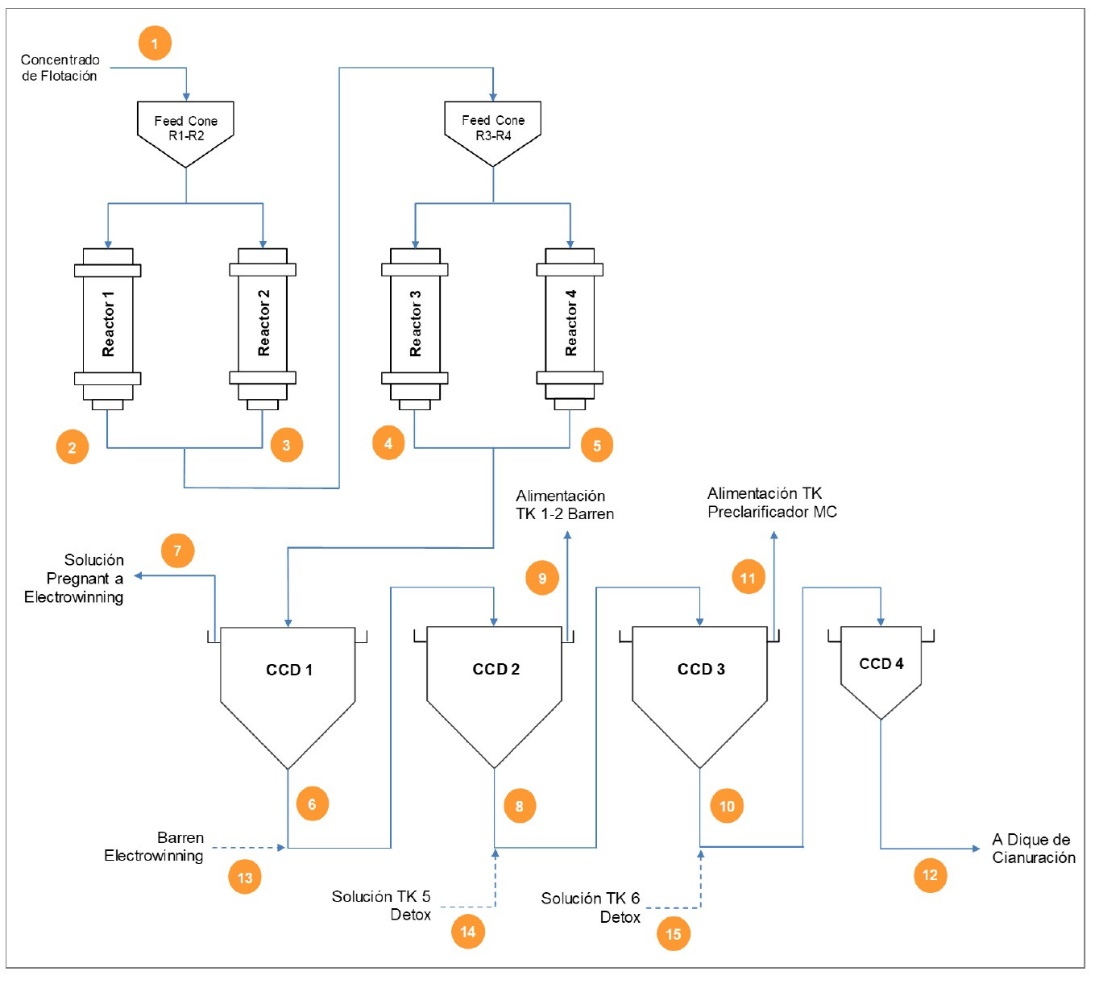 1
Concentrado
de Flotación
Feed Cone
R1-R2
Feed Cone
R3-R4
Reactor 1
Reactor 2
Reactor 3
Reactor 4
2
3
4
5
Alimentación
TK 1-2 Barren
Alimentación TK
Preclarificador MC
7
Solución
Pregnant a
Electrowinning
9
11
CCD 1
CCD 2
CCD 3
CCD 4
6
8
10
Barren
Electrowinning
13
A Dique de
Cianuración
12
Solución TK 5
Detox
14
Solución TK 6
Detox
15